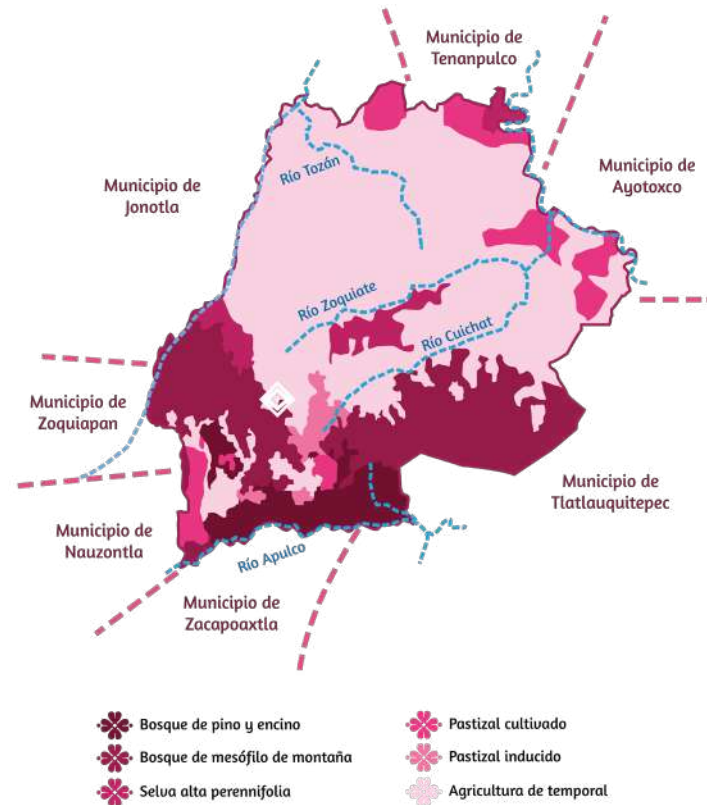 Municipio de
Tenanpulco
Municipio de
Ayotoxco
Municipio de
Jonotla
Río Tozán
Río Zoquiate
Río Cuichat
Municipio de
Zoquiapan
Municipio de
Tlatlauquitepec
Municipio de
Nauzontla
Río Apulco
Municipio de
Zacapoaxtla
Bosque de pino y encino
Bosque de mesófilo de montaña
Selva alta perennifolia
Pastizal cultivado
Pastizal inducido
Agricultura de temporal